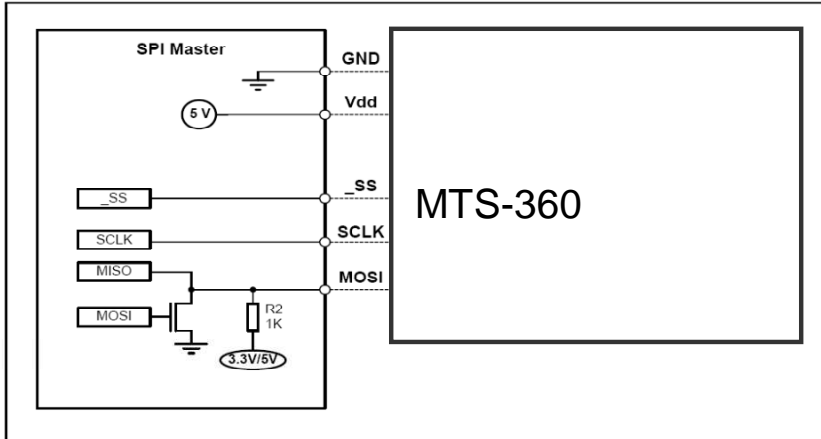 SPI Master
GND
5 V
Vdd
_SS
_SS
MTS-360
SCLK
SCLK
MISO
MOSI
MOSI
R2
1K
3.3V/5V